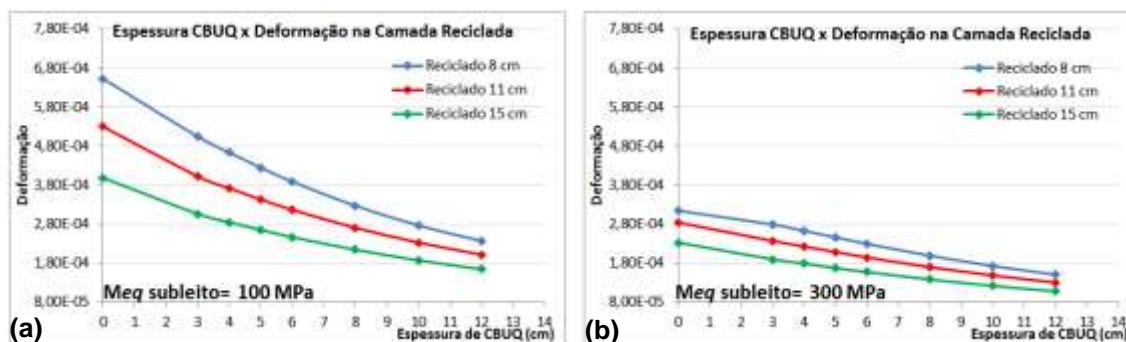 Espessura CBUQ x Deformação na Camada Reciclada
7,80E-04
6,80E-04
5,80E-04
4,80E-04
3,80E-04
2,80E-04
1,80E-04
8,00E-05
Deformação
Reciclado 8 cm
Reciclado 11 cm
Reciclado 15 cm
Meq subleito= 100 MPa
0 1 2 3 4 5 6 7 8 9 10 11 12 13 14
Espessura de CBUQ (cm)
(a)
Espessura CBUQ x Deformação na Camada Reciclada
7,80E-04
6,80E-04
5,80E-04
4,80E-04
3,80E-04
2,80E-04
1,80E-04
8,00E-05
Deformação
Reciclado 8 cm
Reciclado 11 cm
Reciclado 15 cm
Meq subleito= 300 MPa
0 1 2 3 4 5 6 7 8 9 10 11 12 13 14
Espessura de CBUQ (cm)
(b)